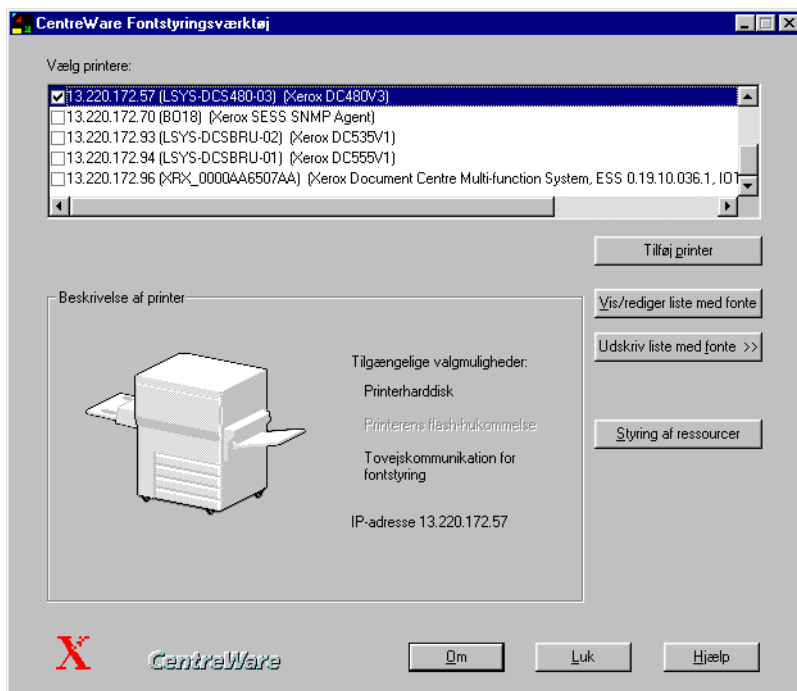 CentreWare Fontstyringsværktøj
Vælg printere:
13.220.172.57 (LSYS-DCS480-03) (Xerox DC480V3)
13.220.172.70 (BO18) (Xerox SESS SNMP Agent)
13.220.172.93 (LSYS-DCSBRU-02) (Xerox DC535V1)
13.220.172.94 (LSYS-DCSBRU-01) (Xerox DC555V1)
13.220.172.96 (XRX_0000AA6507AA) (Xerox Document Centre Multi-function System, ESS 0.19.10.036.1, IOT
Tilføj printer
Beskrivelse af printer
Vis/rediger liste med fonte
Udskriv liste med fonte >>
Tilgængelige valgmuligheder:
Printerharddisk
Printerens flash-hukommelse
Styring af ressourcer
Tovejskommunikation for
fontstyring
IP-adresse 13.220.172.57
X
CentreWare
Om
Luk
Hjælp